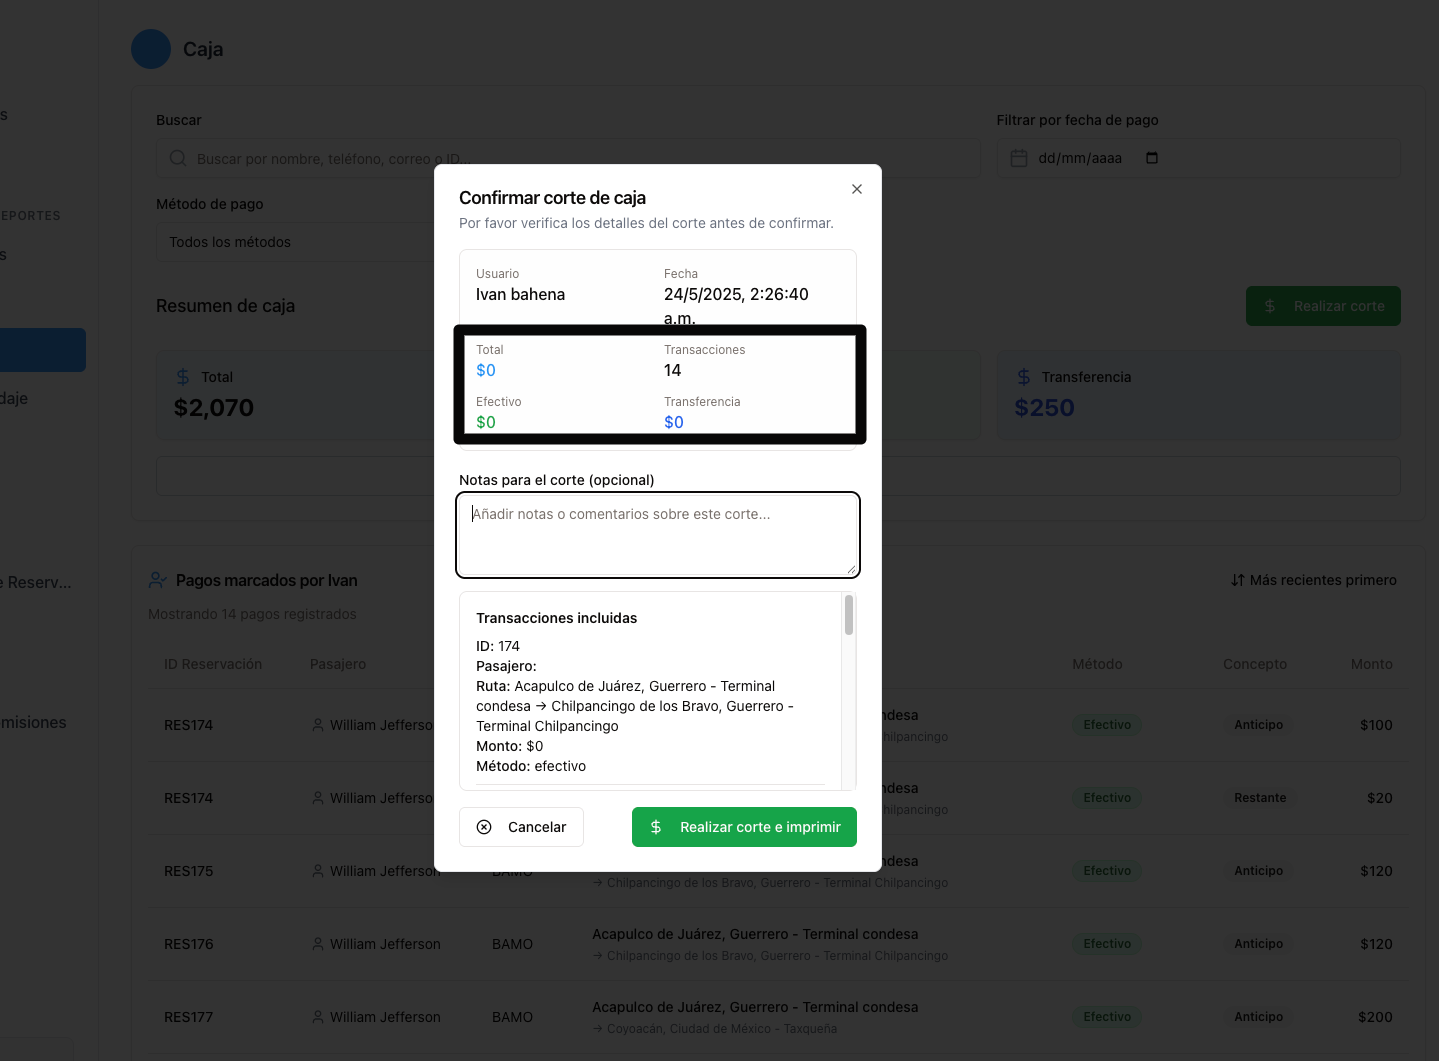 Caja
s
Buscar
Filtrar por fecha de pago
Buscar por nombre, teléfono, correo o ID...
dd/mm/aaaa
Método de pago
EPORTES
Todos los métodos
s
Resumen de caja
Realizar corte
Total
$2,070
Transferencia
$250
daje
Confirmar corte de caja
Por favor verifica los detalles del corte antes de confirmar.
Usuario
Ivan bahena
Fecha
24/5/2025, 2:26:40
a.m.
Total
$0
Transacciones
14
Efectivo
$0
Transferencia
$0
Notas para el corte (opcional)
Añadir notas o comentarios sobre este corte...
Transacciones incluidas
ID: 174
Pasajero:
Ruta: Acapulco de Juárez, Guerrero - Terminal
condesa → Chilpancingo de los Bravo, Guerrero -
Terminal Chilpancingo
Monto: $0
Método: efectivo
Cancelar
Realizar corte e imprimir
e Reserv...
misiones
Pagos marcados por Ivan
Más recientes primero
Mostrando 14 pagos registrados
ID Reservación Pasajero Método Concepto Monto
RES174 William Jefferso ndesa Efectivo Anticipo $100
hilpancingo
RES174 William Jefferso ndesa Efectivo Restante $20
hilpancingo
RES175 William Jefferson BAMO ndesa Efectivo Anticipo $120
→ Chilpancingo de los Bravo, Guerrero - Terminal Chilpancingo
RES176 William Jefferson BAMO Acapulco de Juárez, Guerrero - Terminal condesa Efectivo Anticipo $120
→ Chilpancingo de los Bravo, Guerrero - Terminal Chilpancingo
RES177 William Jefferson BAMO Acapulco de Juárez, Guerrero - Terminal condesa Efectivo Anticipo $200
→ Coyoacán, Ciudad de México - Taxqueña